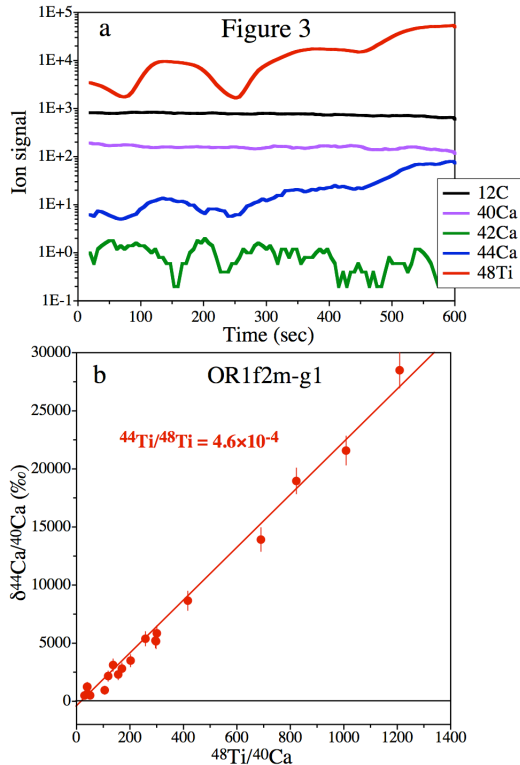 a
Figure 3
1E+5
1E+4
1E+3
1E+2
1E+1
1E+0
1E-1
Ion signal
12C
40Ca
42Ca
44Ca
48Ti
0 100 200 300 400 500 600
Time (sec)
b
OR1f2m-g1
⁴⁴Ti/⁴⁸Ti = 4.6×10⁻⁴
30000
25000
20000
15000
10000
5000
0
δ⁴⁴Ca/⁴⁰Ca (‰)
0 200 400 600 800 1000 1200 1400
⁴⁸Ti/⁴⁰Ca